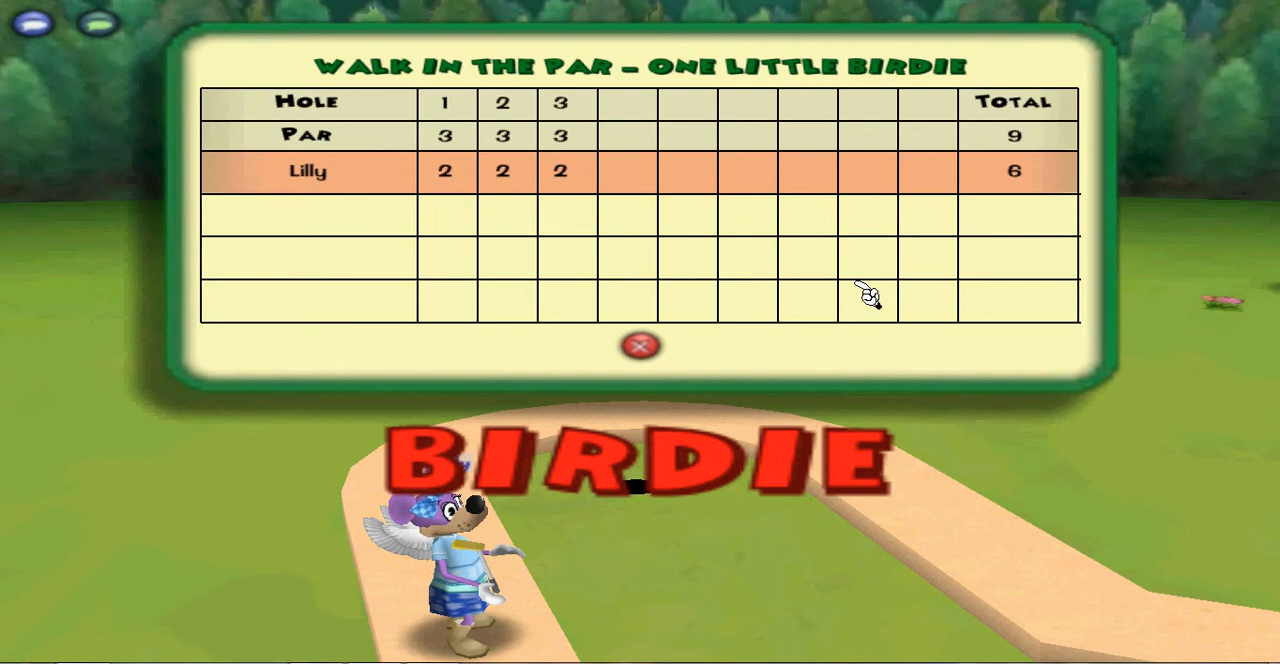 WALK IN THE PAR - ONE LITTLE BIRDIE
HOLE 1 2 3 TOTAL
PAR 3 3 3 9
Lilly 2 2 2 6
BIRDIE